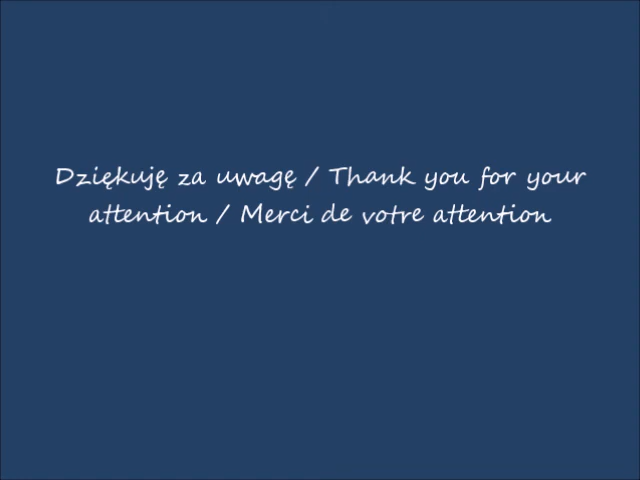 Dziękuję za uwagę / Thank you for your
attention / Merci de votre attention